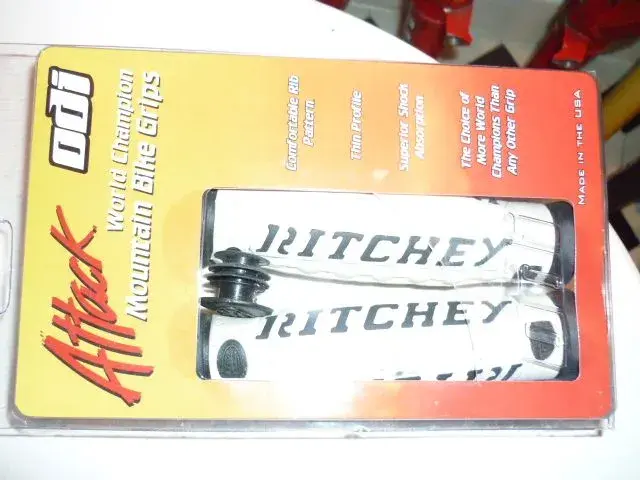 ODI
World Champion
Mountain Bike Grips
Attack
Comfortable Rib
Pattern
Thin Profile
Superior Shock
Absorption
The Choice of
More World
Champions Than
Any Other Grip
MADE IN THE USA
RITCHEY
RITCHEY